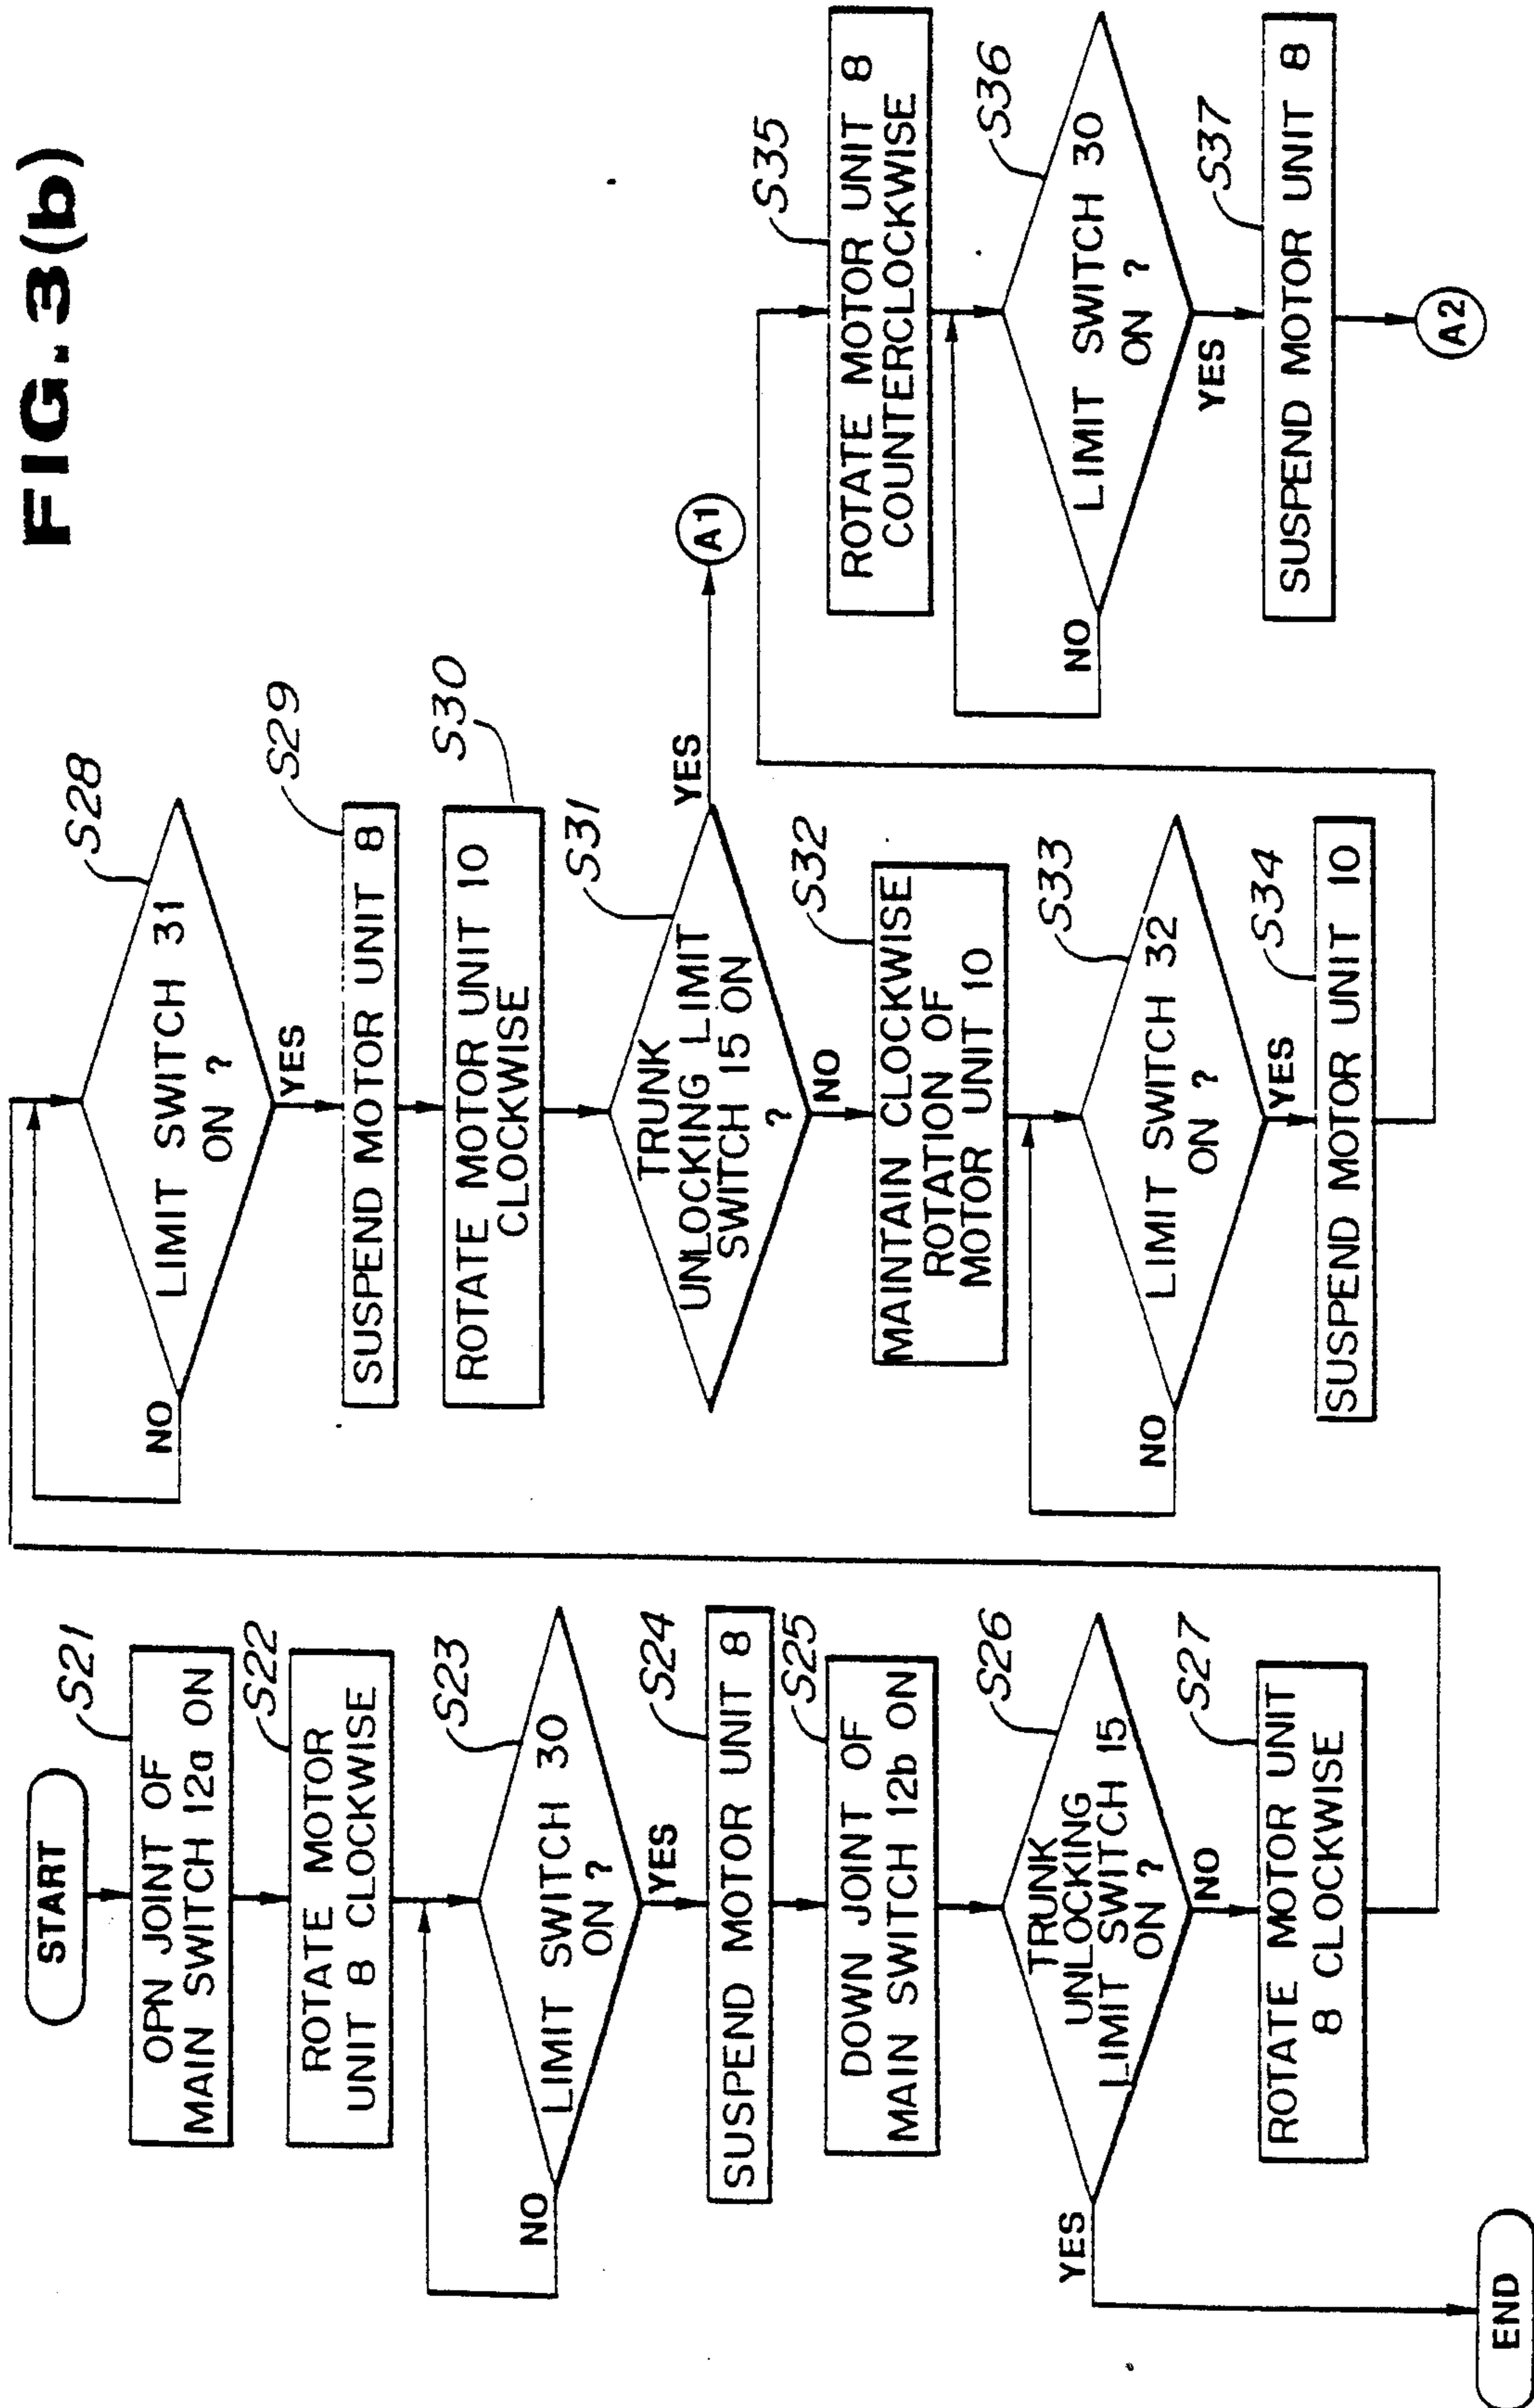 FIG. 3(b)
START
S21
OPN JOINT OF
MAIN SWITCH 12a ON
S22
ROTATE MOTOR
UNIT 8 CLOCKWISE
S23
LIMIT SWITCH 30
ON ?
NO
YES
S24
SUSPEND MOTOR UNIT 8
S25
DOWN JOINT OF
MAIN SWITCH 12b ON
S26
TRUNK
UNLOCKING
LIMIT SWITCH 15
ON ?
YES
NO
END
S27
ROTATE MOTOR UNIT
8 CLOCKWISE
S28
LIMIT SWITCH 31
ON ?
NO
YES
S29
SUSPEND MOTOR UNIT 8
S30
ROTATE MOTOR UNIT 10
CLOCKWISE
S31
TRUNK
UNLOCKING LIMIT
SWITCH 15 ON
?
YES
A1
NO
S32
MAINTAIN CLOCKWISE
ROTATION OF
MOTOR UNIT 10
S33
LIMIT SWITCH 32
ON ?
NO
YES
S34
SUSPEND MOTOR UNIT 10
S35
ROTATE MOTOR UNIT 8
COUNTERCLOCKWISE
S36
LIMIT SWITCH 30
ON ?
NO
YES
S37
SUSPEND MOTOR UNIT 8
A2